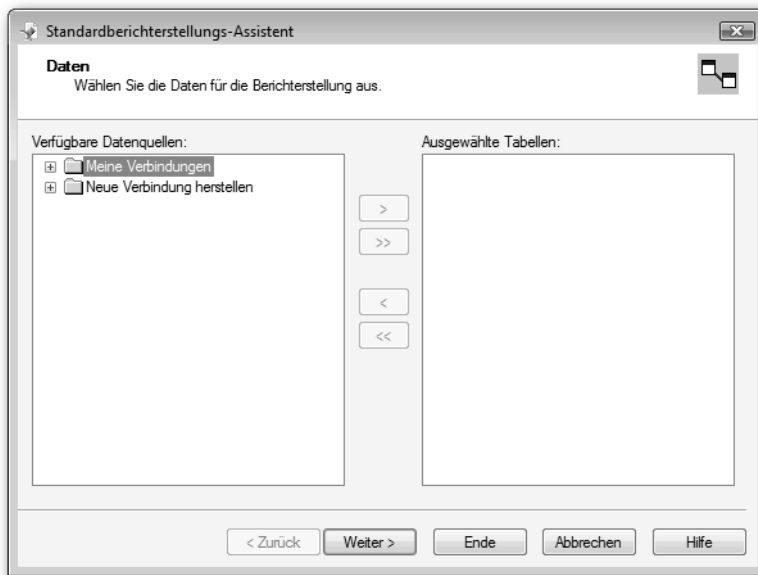 Standardberichterstellungs-Assistent
Daten
Wählen Sie die Daten für die Berichterstellung aus.
Verfügbare Datenquellen:
Ausgewählte Tabellen:
Meine Verbindungen
Neue Verbindung herstellen
>
>>
<
<<
< Zurück
Weiter >
Ende
Abbrechen
Hilfe